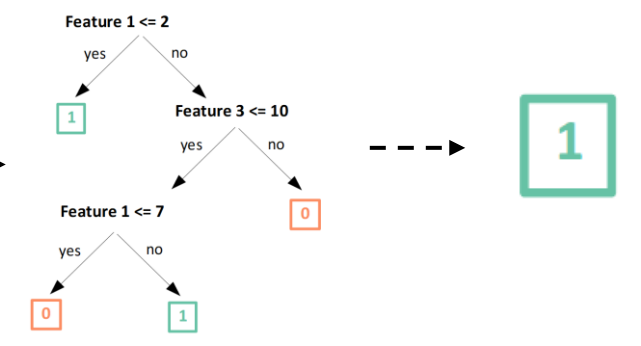 Feature 1 <= 2
yes no
1
Feature 3 <= 10
yes no
1
Feature 1 <= 7
0
yes no
0
1